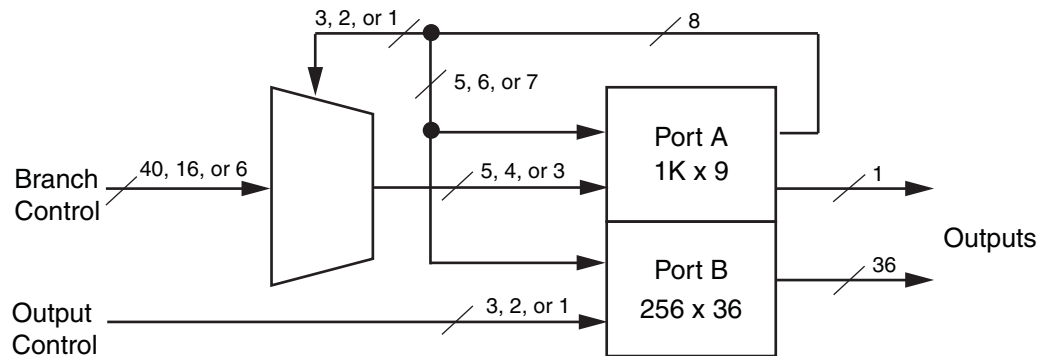 3, 2, or 1
8
5, 6, or 7
Port A
1K x 9
Branch
Control
40, 16, or 6
5, 4, or 3
1
Outputs
Port B
256 x 36
36
Output
Control
3, 2, or 1